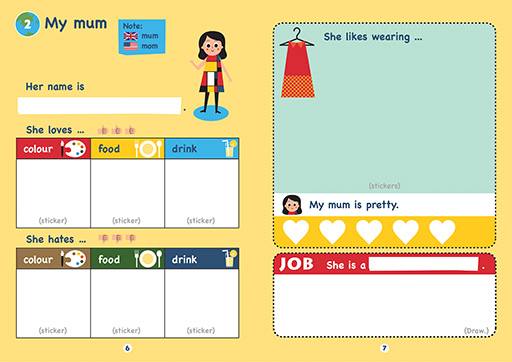 2 My mum
Note:
mum
mom
Her name is
.
She loves ...
colour food drink
(sticker) (sticker) (sticker)
She hates ...
colour food drink
(sticker) (sticker) (sticker)
6
She likes wearing ...
(stickers)
My mum is pretty.
JOB She is a .
(Draw.)
7